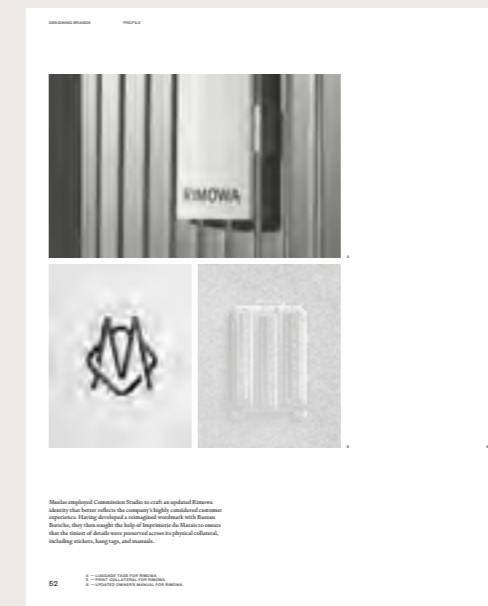 DESIGNING BRANDS
PROFILE
RIMOWA
employed Commission Studio to craft an updated Rimowa
identity that better reflects the company's highly considered customer
experience. Having developed a reimagined wordmark with Bureau
Borsche, they then sought the help of Imprimerie du Marais to ensure
that the tiniest of details were preserved across its physical collateral,
including stickers, hang tags, and manuals.
52
— LUGGAGE TAGS FOR RIMOWA
— PRINT COLLATERAL FOR RIMOWA
— UPDATED OWNER'S MANUAL FOR RIMOWA